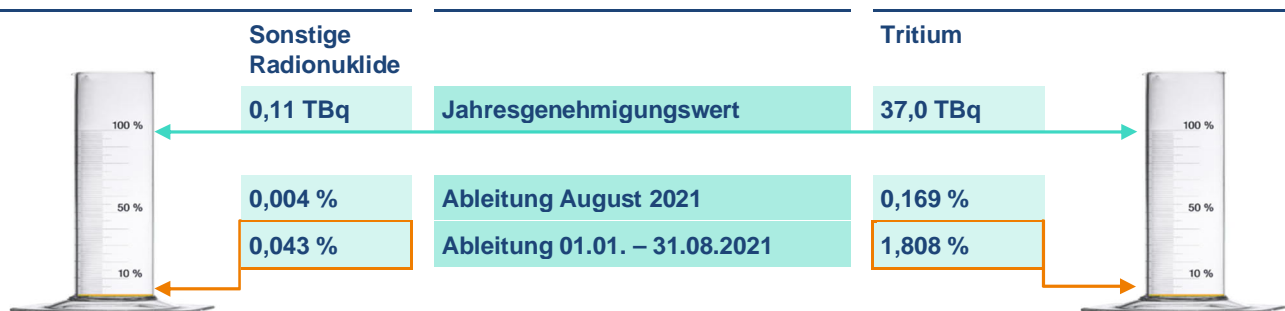 Sonstige
Radionuklide
Tritium
0,11 TBq
Jahresgenehmigungswert
37,0 TBq
100 %
100 %
0,004 %
Ableitung August 2021
0,169 %
50 %
50 %
0,043 %
Ableitung 01.01. – 31.08.2021
1,808 %
10 %
10 %